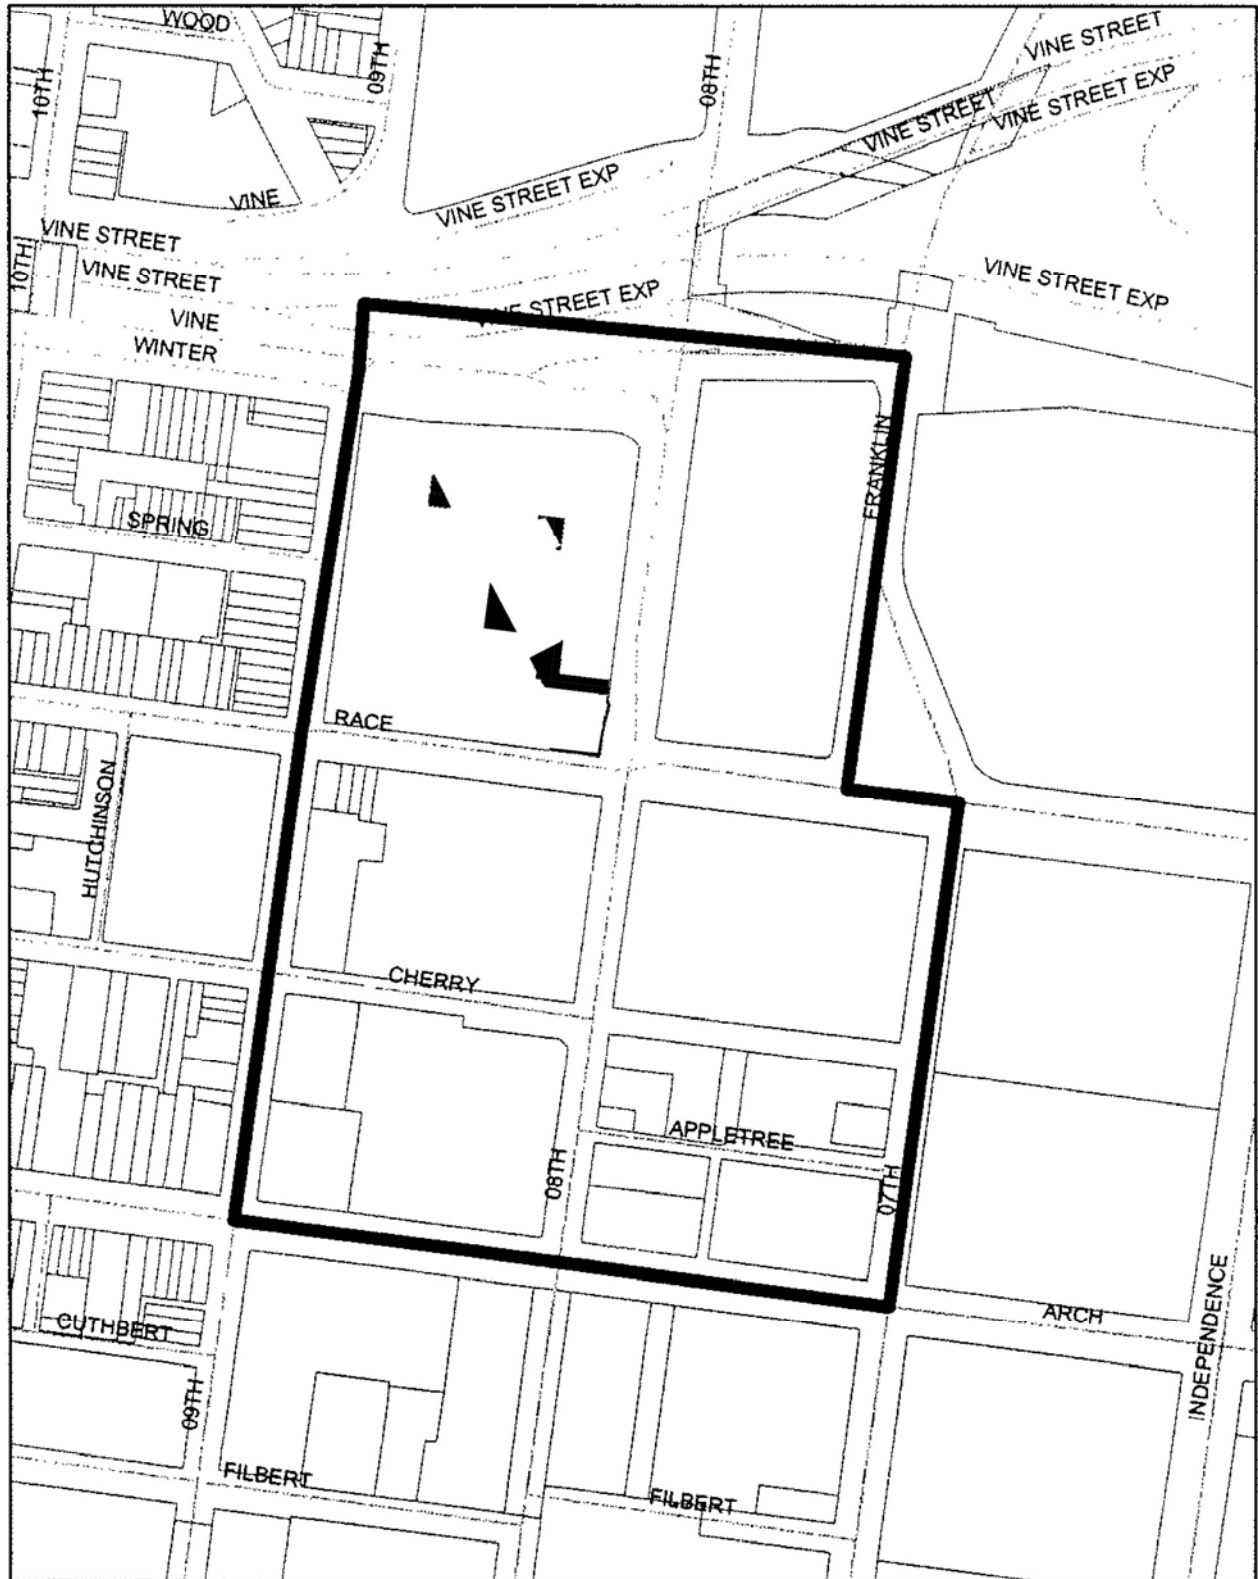 WOOD
10TH
09TH
08TH
VINE STREET
VINE STREET EXP
VINE STREET
VINE
VINE STREET EXP
VINE STREET
10TH
VINE STREET
VINE STREET EXP
VINE STREET EXP
VINE
WINTER
FRANKLIN
SPRING
RACE
HUTCHINSON
CHERRY
APPLETREE
08TH
07TH
ARCH
INDEPENDENCE
CUTHBERT
09TH
FILBERT
FILBERT